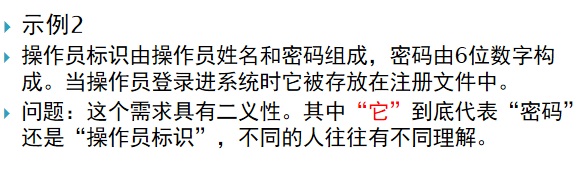 示例2
操作员标识由操作员姓名和密码组成，密码由6位数字构
成。当操作员登录进系统时它被存放在注册文件中。
问题：这个需求具有二义性。其中“它”到底代表“密码”
还是“操作员标识”，不同的人往往有不同理解。